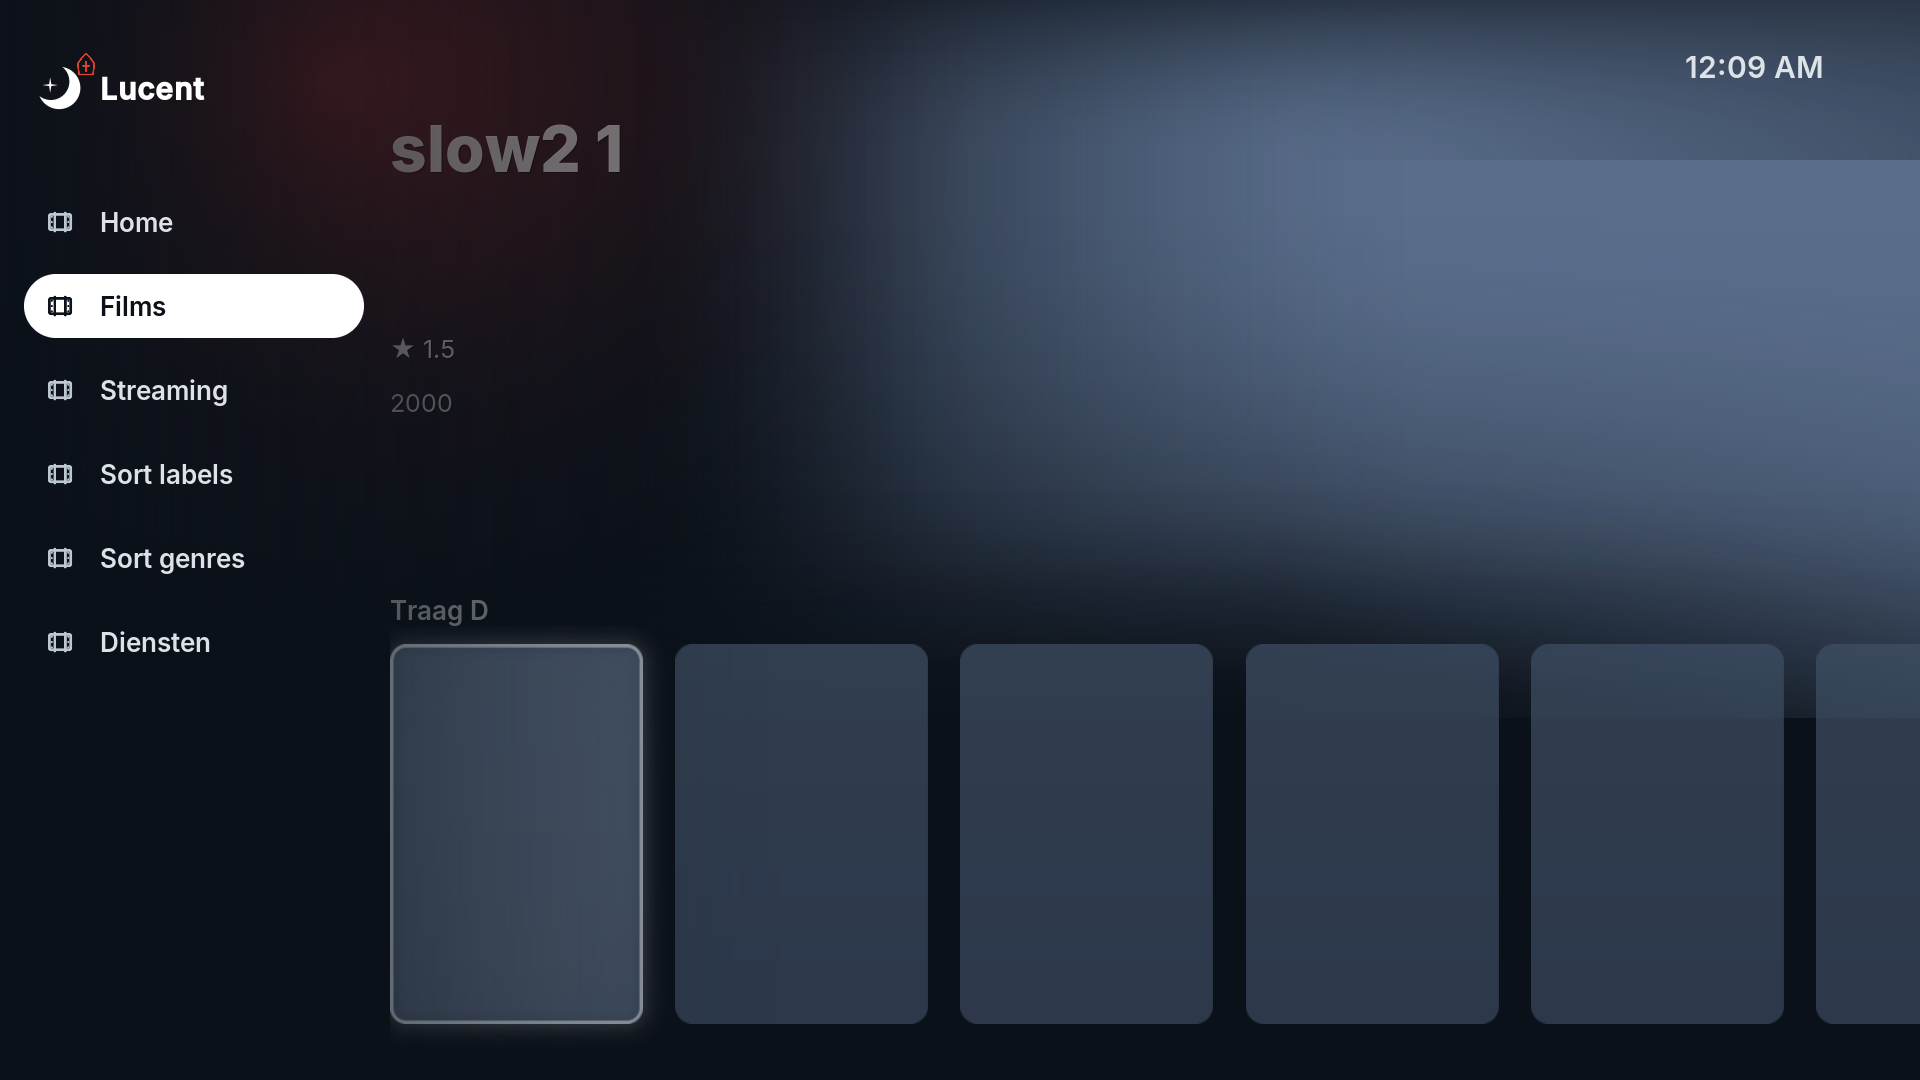 Lucent
12:09 AM
slow2 1
Home
Films
Streaming
Sort labels
Sort genres
Diensten
★ 1.5
2000
Traag D